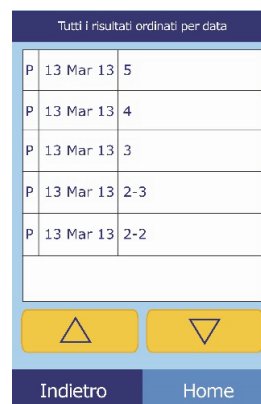 Tutti i risultati ordinati per data
P 13 Mar 13 5
P 13 Mar 13 4
P 13 Mar 13 3
P 13 Mar 13 2-3
P 13 Mar 13 2-2
Indietro Home